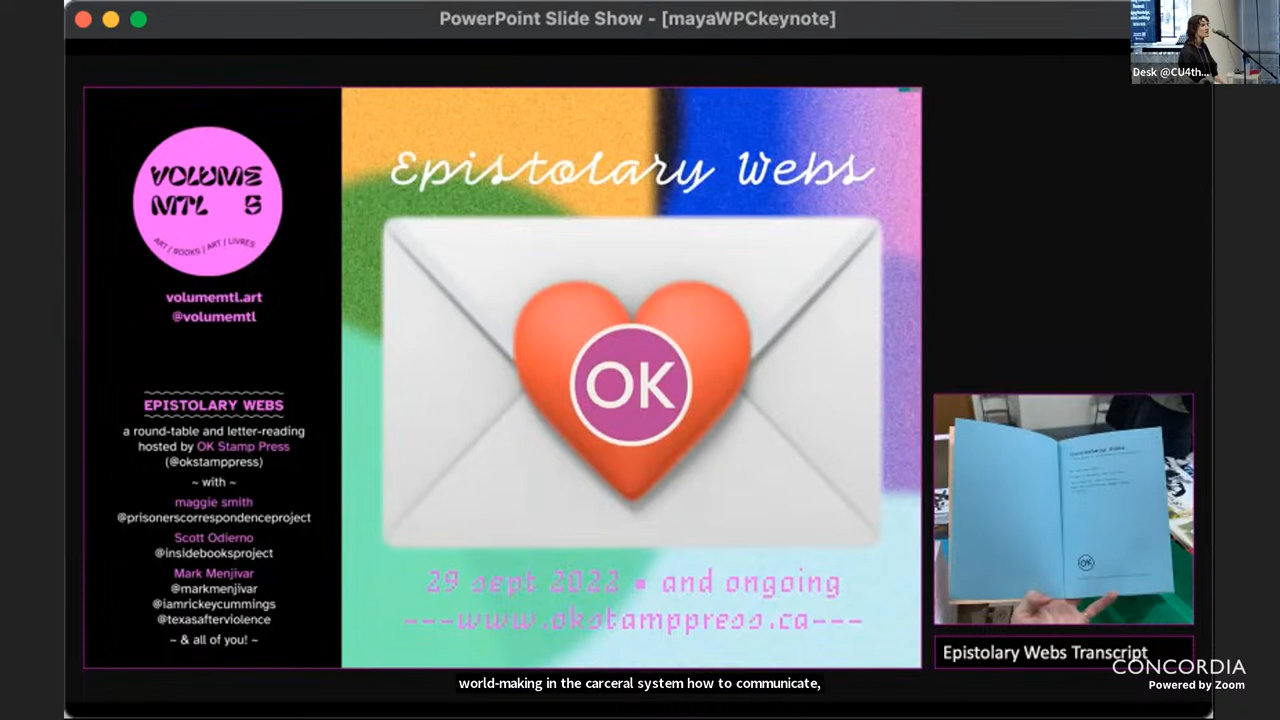 PowerPoint Slide Show - [mayaWPCkeynote]
Desk @CU4th...
VOLUME
MTL 5
ART / BOOKS / ART / LIVRES
volumemtl.art
@volumemtl
EPISTOLARY WEBS
a round-table and letter-reading
hosted by OK Stamp Press
(@okstamppress)
~ with ~
maggie smith
@prisonerscorrespondenceproject
Scott Odierno
@insidebooksproject
Mark Menjivar
@markmenjivar
@iamrickeycummings
@texasafterviolence
~ & all of you! ~
Epistolary Webs
OK
29 sept 2022 ▪ and ongoing
---www.okstamppress.ca---
OK
Epistolary Webs Transcript
CONCORDIA
Powered by Zoom
world-making in the carceral system how to communicate,